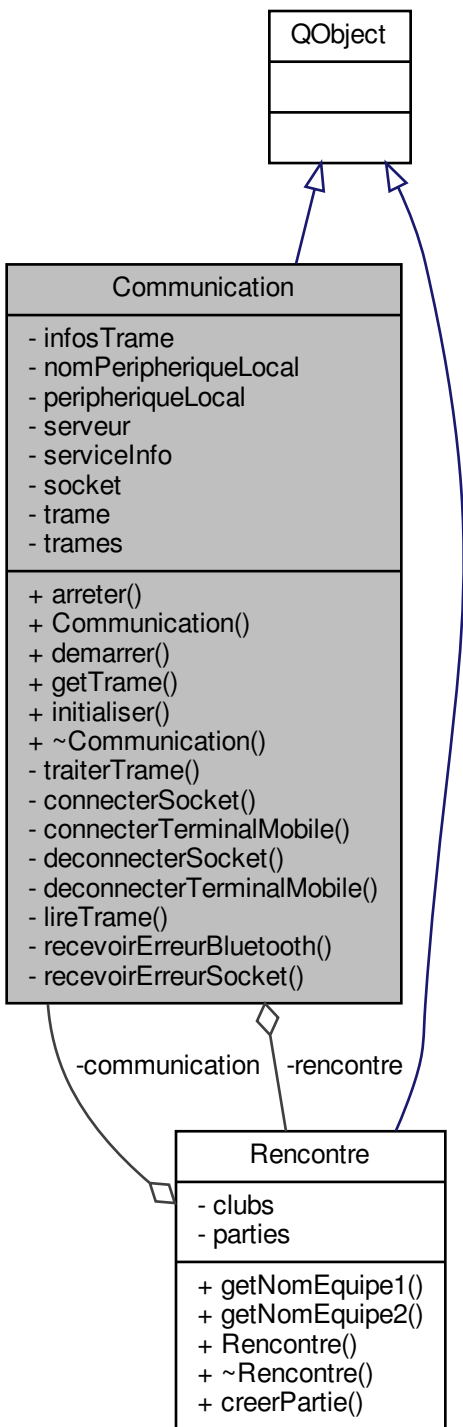 QObject
Communication
- infosTrame
- nomPeripheriqueLocal
- peripheriqueLocal
- serveur
- serviceInfo
- socket
- trame
- trames
+ arreter()
+ Communication()
+ demarrer()
+ getTrame()
+ initialiser()
+ ~Communication()
- traiterTrame()
- connecterSocket()
- connecterTerminalMobile()
- deconnecterSocket()
- deconnecterTerminalMobile()
- lireTrame()
- recevoirErreurBluetooth()
- recevoirErreurSocket()
-communication
-rencontre
Rencontre
- clubs
- parties
+ getNomEquipe1()
+ getNomEquipe2()
+ Rencontre()
+ ~Rencontre()
+ creerPartie()